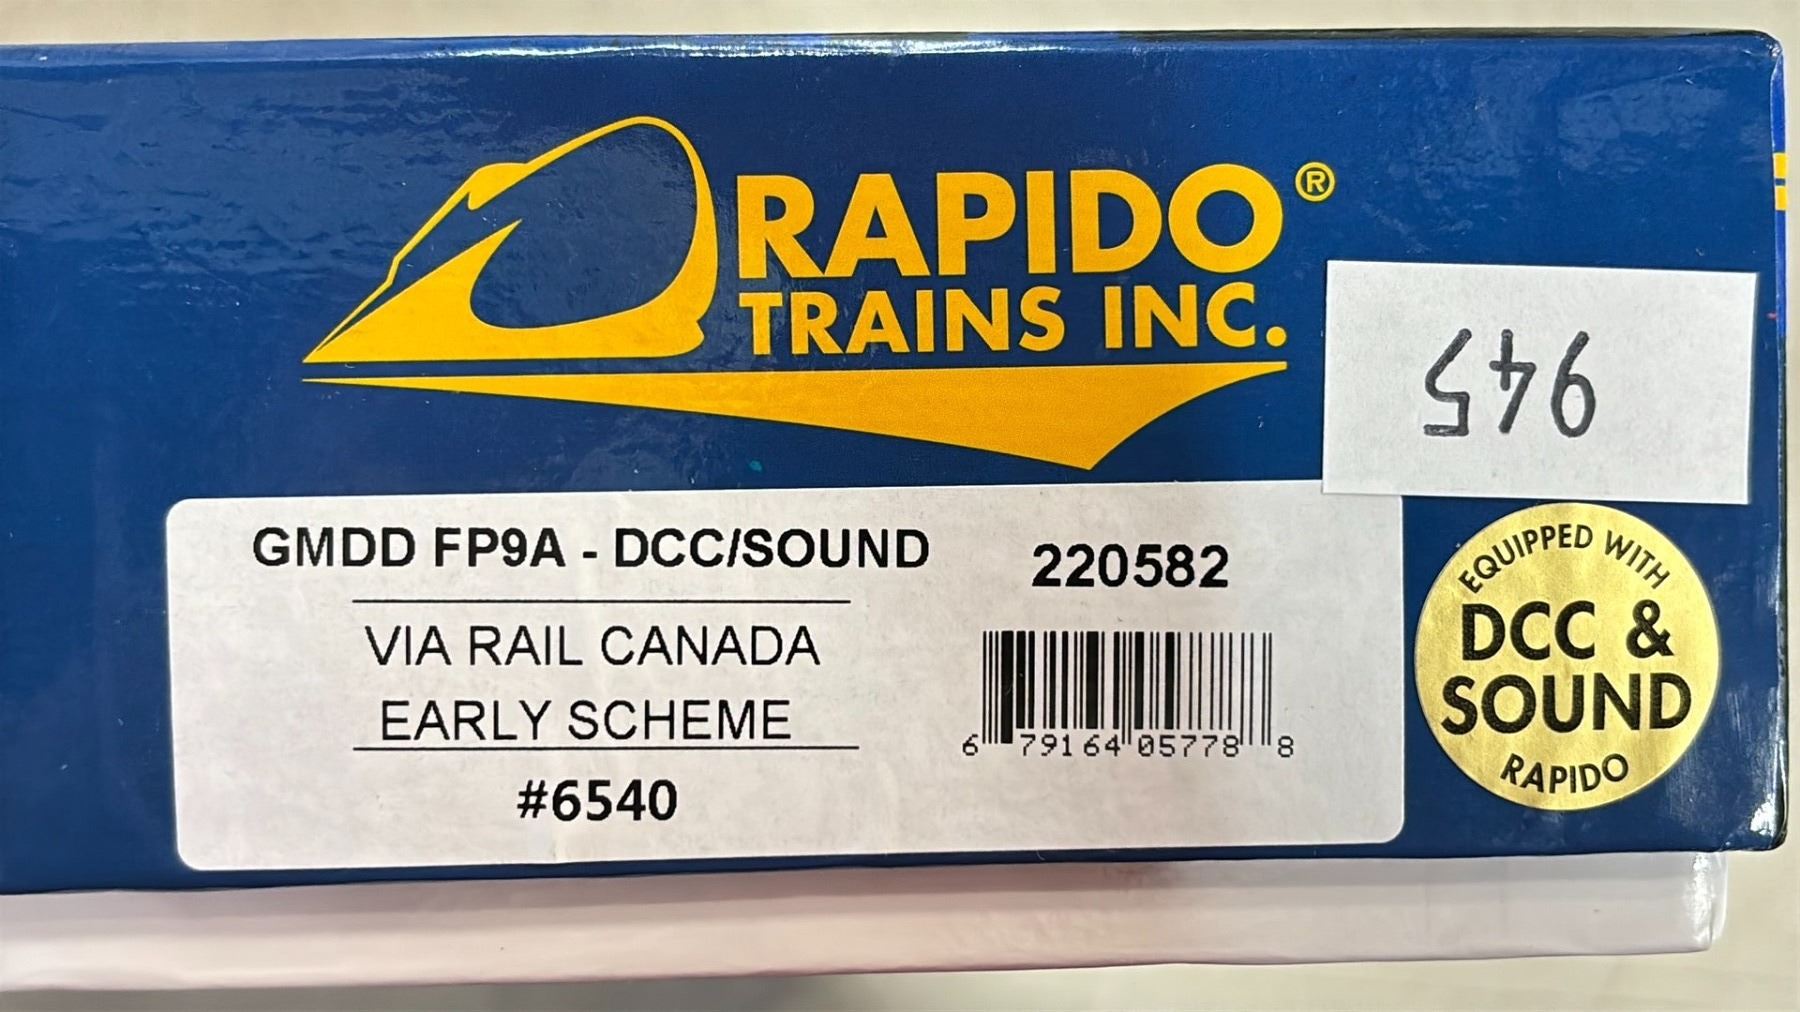 RAPIDO®
TRAINS INC.
945
GMDD FP9A - DCC/SOUND
220582
VIA RAIL CANADA
EARLY SCHEME
#6540
6 79164 05778 8
EQUIPPED WITH
DCC &
SOUND
RAPIDO